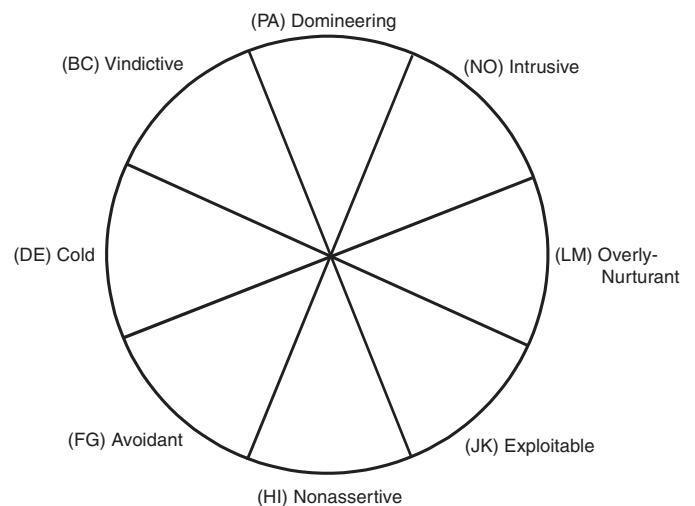 (PA) Domineering
(BC) Vindictive
(NO) Intrusive
(DE) Cold
(LM) Overly-
Nurturant
(FG) Avoidant
(JK) Exploitable
(HI) Nonassertive